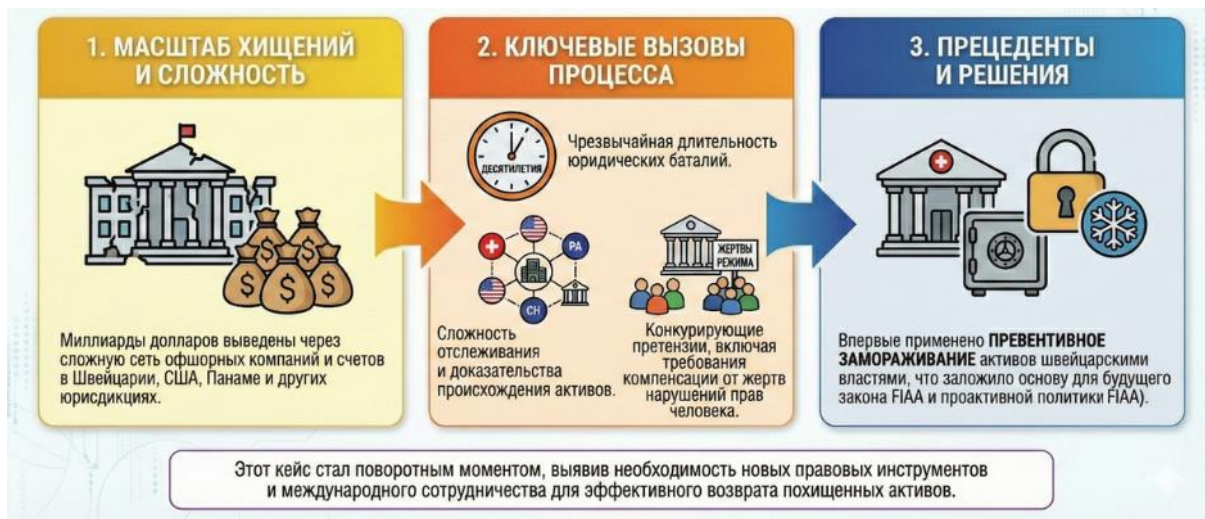 1. МАСШТАБ ХИЩЕНИЙ
И СЛОЖНОСТЬ
$ $ $ $ $
Миллиарды долларов выведены через
сложную сеть офшорных компаний и счетов
в Швейцарии, США, Панаме и других
юрисдикциях.
2. КЛЮЧЕВЫЕ ВЫЗОВЫ
ПРОЦЕССА
ДЕСЯТИЛЕТИЯ
Чрезвычайная длительность
юридических баталий.
PA
CH
Сложность
отслеживания
и доказательства
происхождения активов.
ЖЕРТВЫ
РЕЖИМА
Конкурирующие
претензии, включая
требования
компенсации от жертв
нарушений прав
человека.
3. ПРЕЦЕДЕНТЫ
И РЕШЕНИЯ
Впервые применено ПРЕВЕНТИВНОЕ
ЗАМОРАЖИВАНИЕ активов швейцарскими
властями, что заложило основу для будущего
закона FIAA и проактивной политики FIAA).
Этот кейс стал поворотным моментом, выявив необходимость новых правовых инструментов
и международного сотрудничества для эффективного возврата похищенных активов.